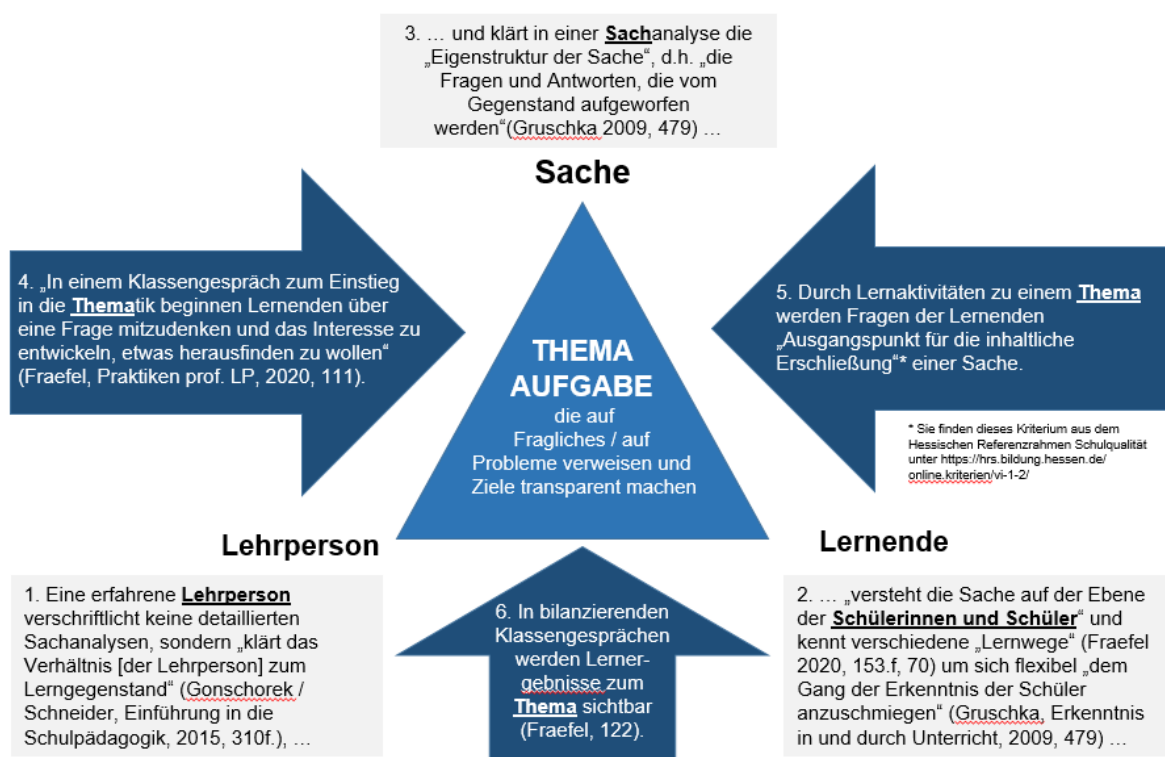 3. … und klärt in einer Sachanalyse die
„Eigenstruktur der Sache“, d.h. „die
Fragen und Antworten, die vom
Gegenstand aufgeworfen
werden“(Gruschka 2009, 479) …
Sache
4. „In einem Klassengespräch zum Einstieg
in die Thematik beginnen Lernenden über
eine Frage mitzudenken und das Interesse zu
entwickeln, etwas herausfinden zu wollen“
(Fraefel, Praktiken prof. LP, 2020, 111).
THEMA
AUFGABE
die auf
Fragliches / auf
Probleme verweisen und
Ziele transparent machen
5. Durch Lernaktivitäten zu einem Thema
werden Fragen der Lernenden
„Ausgangspunkt für die inhaltliche
Erschließung“* einer Sache.
* Sie finden dieses Kriterium aus dem
Hessischen Referenzrahmen Schulqualität
unter https://hrs.bildung.hessen.de/
online.kriterien/vi-1-2/
Lehrperson
Lernende
1. Eine erfahrene Lehrperson
verschriftlicht keine detaillierten
Sachanalysen, sondern „klärt das
Verhältnis [der Lehrperson] zum
Lerngegenstand“ (Gonschorek /
Schneider, Einführung in die
Schulpädagogik, 2015, 310f.), …
6. In bilanzierenden
Klassengesprächen
werden Lerner-
gebnisse zum
Thema sichtbar
(Fraefel, 122).
2. … „versteht die Sache auf der Ebene
der Schülerinnen und Schüler“ und
kennt verschiedene „Lernwege“ (Fraefel
2020, 153.f, 70) um sich flexibel „dem
Gang der Erkenntnis der Schüler
anzuschmiegen“ (Gruschka, Erkenntnis
in und durch Unterricht, 2009, 479) …